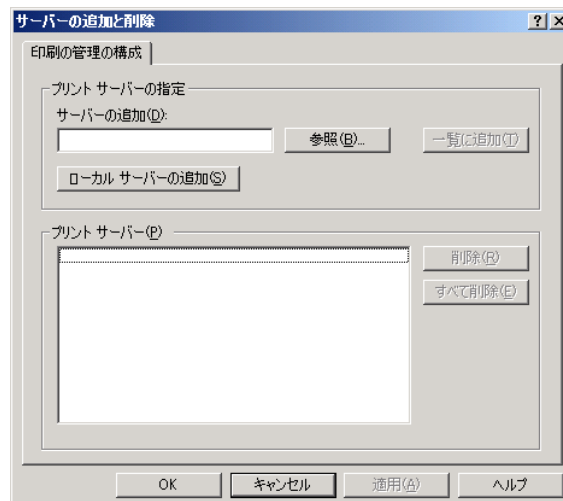 サーバーの追加と削除
印刷の管理の構成
プリント サーバーの指定
サーバーの追加(D):
参照(B)...
一覧に追加(T)
ローカル サーバーの追加(S)
プリント サーバー(P)
削除(R)
すべて削除(E)
OK
キャンセル
適用(A)
ヘルプ